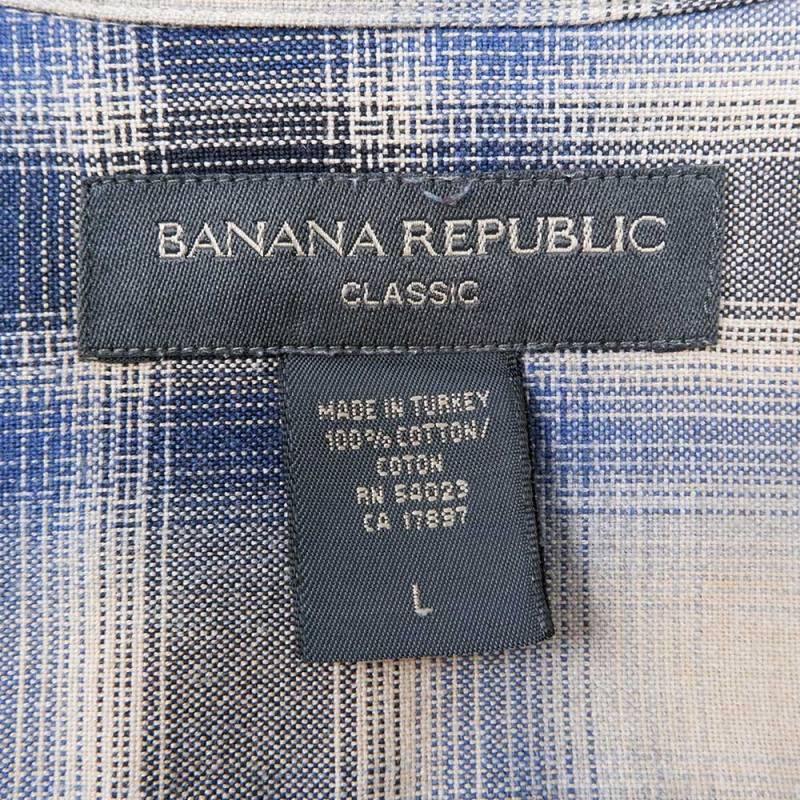 BANANA REPUBLIC
CLASSIC
MADE IN TURKEY
100% COTTON/
COTON
RN 54023
CA 17897
L